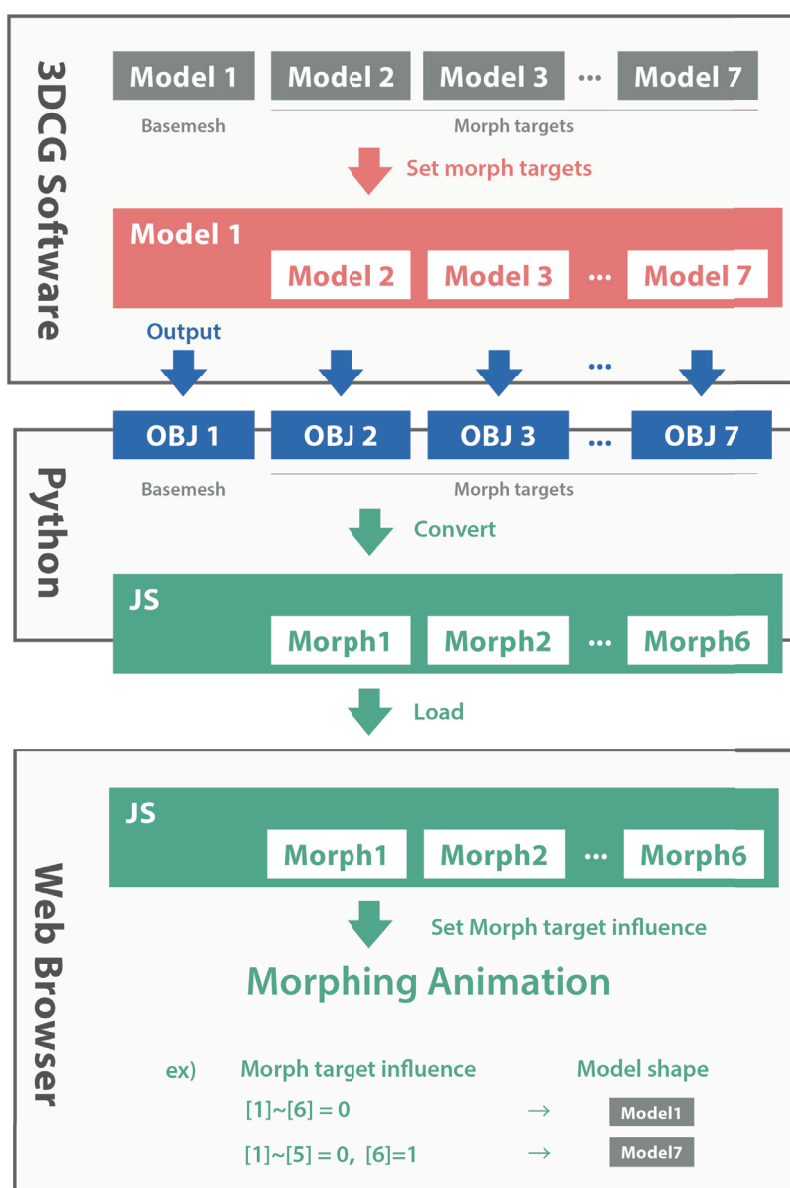 3DCG Software
Model 1 Model 2 Model 3 ... Model 7
Basemesh Morph targets
Set morph targets
Model 1
Model 2 Model 3 ... Model 7
Output
...
OBJ 1 OBJ 2 OBJ 3 ... OBJ 7
Python
Basemesh Morph targets
Convert
JS
Morph1 Morph2 ... Morph6
Load
Web Browser
JS
Morph1 Morph2 ... Morph6
Set Morph target influence
Morphing Animation
ex) Morph target influence Model shape
[1]~[6] = 0 → Model1
[1]~[5] = 0, [6]=1 → Model7